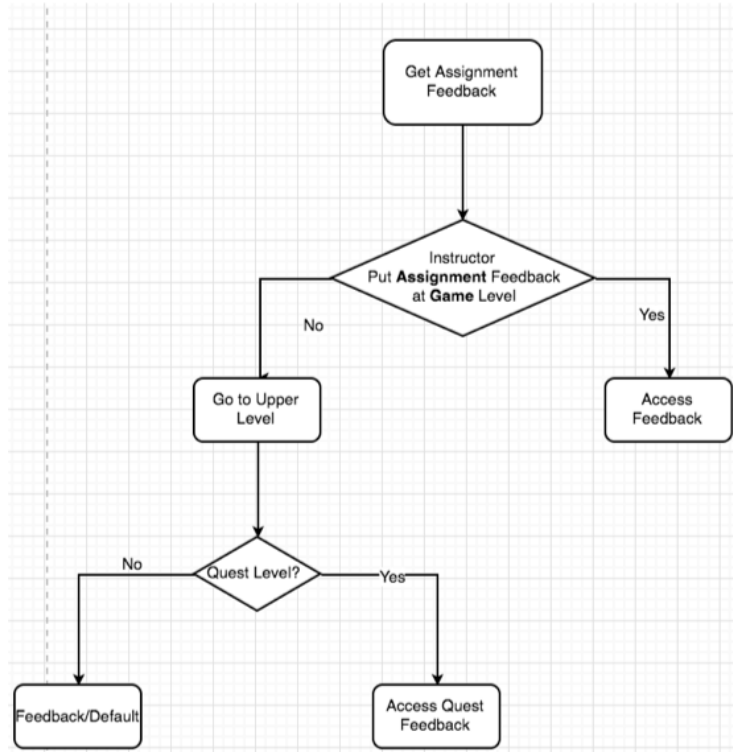 Get Assignment
Feedback
Instructor
Put Assignment Feedback
at Game Level
No
Yes
Go to Upper
Level
Access
Feedback
No
Quest Level?
Yes
Feedback/Default
Access Quest
Feedback